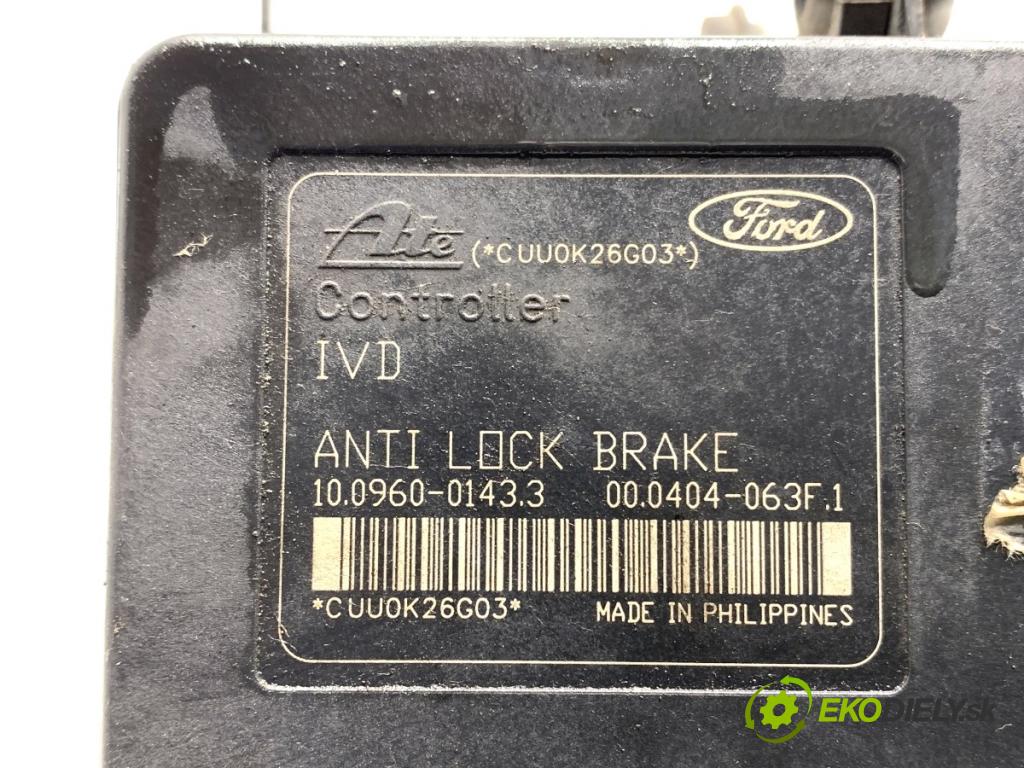 Ate (*CUU0K26G03*) Ford
Controller
IVD
ANTI LOCK BRAKE
10.0960-0143.3 00.0404-063F.1
*CUU0K26G03* MADE IN PHILIPPINES
EKODIELY.sk